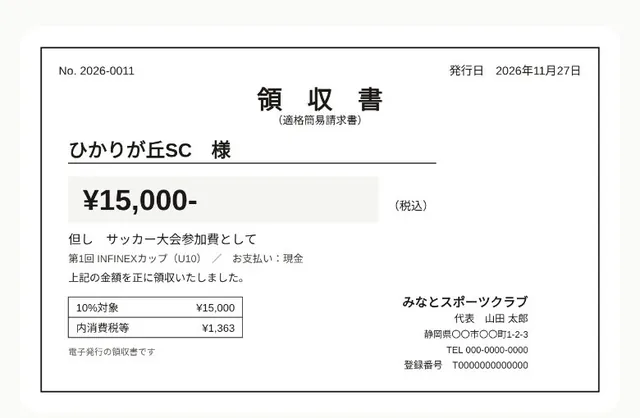 No. 2026-0011
発行日　2026年11月27日
領　収　書
（適格簡易請求書）
ひかりが丘SC　様
¥15,000-
（税込）
但し　サッカー大会参加費として
第1回 INFINEXカップ（U10）　／　お支払い：現金
上記の金額を正に領収いたしました。
10%対象　¥15,000
内消費税等　¥1,363
電子発行の領収書です
みなとスポーツクラブ
代表　山田 太郎
静岡県〇〇市〇〇町1-2-3
TEL 000-0000-0000
登録番号　T0000000000000